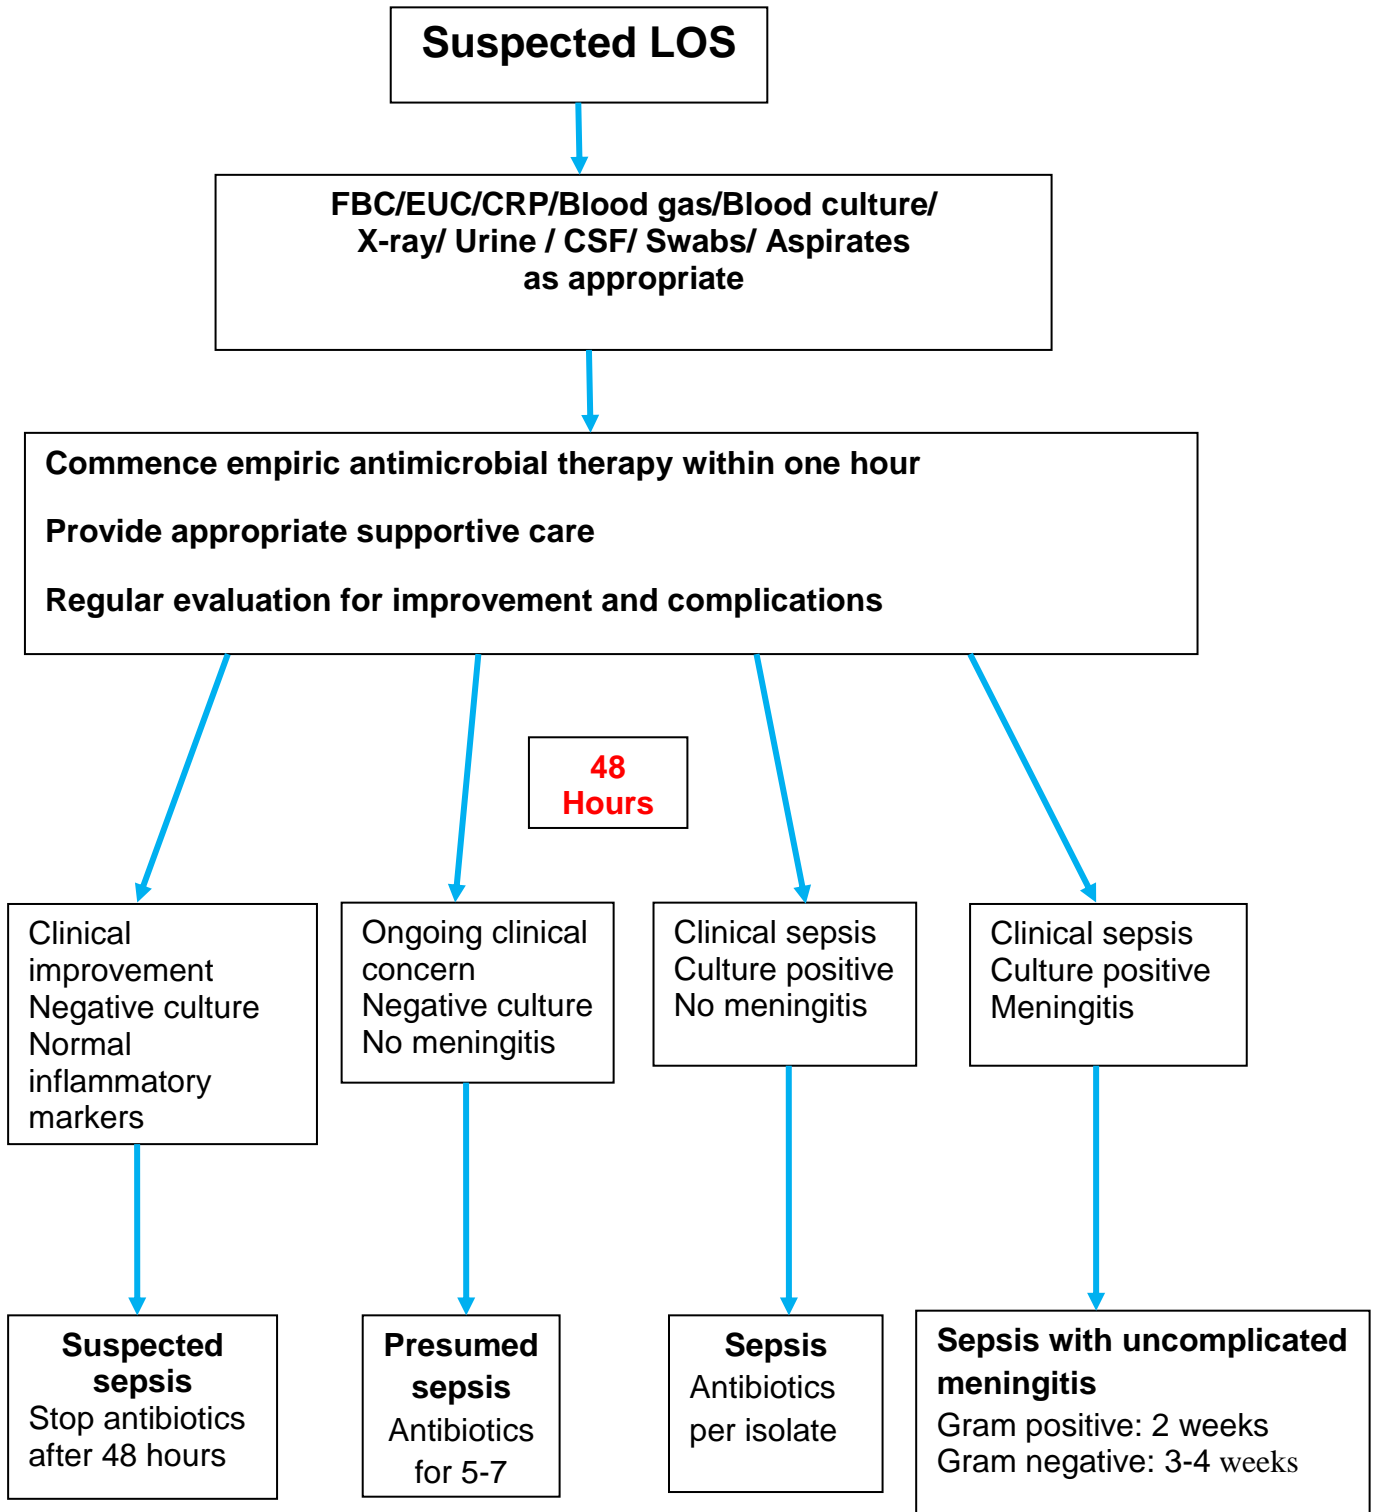 Suspected LOS
FBC/EUC/CRP/Blood gas/Blood culture/
X-ray/ Urine / CSF/ Swabs/ Aspirates
as appropriate
Commence empiric antimicrobial therapy within one hour
Provide appropriate supportive care
Regular evaluation for improvement and complications
48
Hours
Clinical
improvement
Negative culture
Normal
inflammatory
markers
Ongoing clinical
concern
Negative culture
No meningitis
Clinical sepsis
Culture positive
No meningitis
Clinical sepsis
Culture positive
Meningitis
Suspected
sepsis
Stop antibiotics
after 48 hours
Presumed
sepsis
Antibiotics
for 5-7
Sepsis
Antibiotics
per isolate
Sepsis with uncomplicated
meningitis
Gram positive: 2 weeks
Gram negative: 3-4 weeks